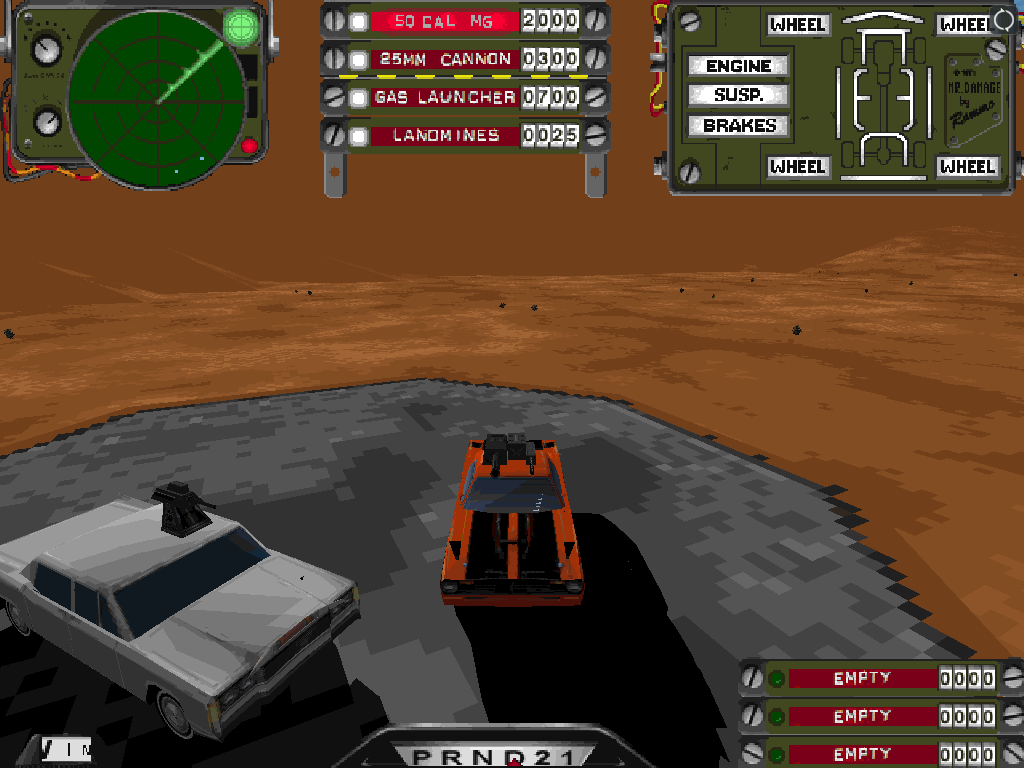 50 CAL MG 2000
25MM CANNON 0300
GAS LAUNCHER 0700
LANDMINES 0025
WHEEL WHEEL
ENGINE
SUSP.
BRAKES
MR. DAMAGE
by
WHEEL WHEEL
EMPTY 0000
EMPTY 0000
EMPTY 0000
PRND21